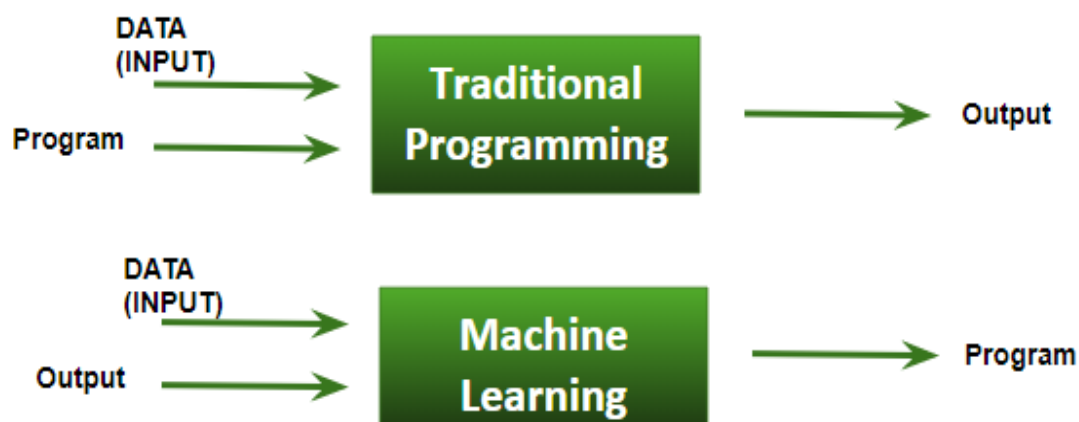 DATA
(INPUT)
Program
Traditional
Programming
Output
DATA
(INPUT)
Output
Machine
Learning
Program